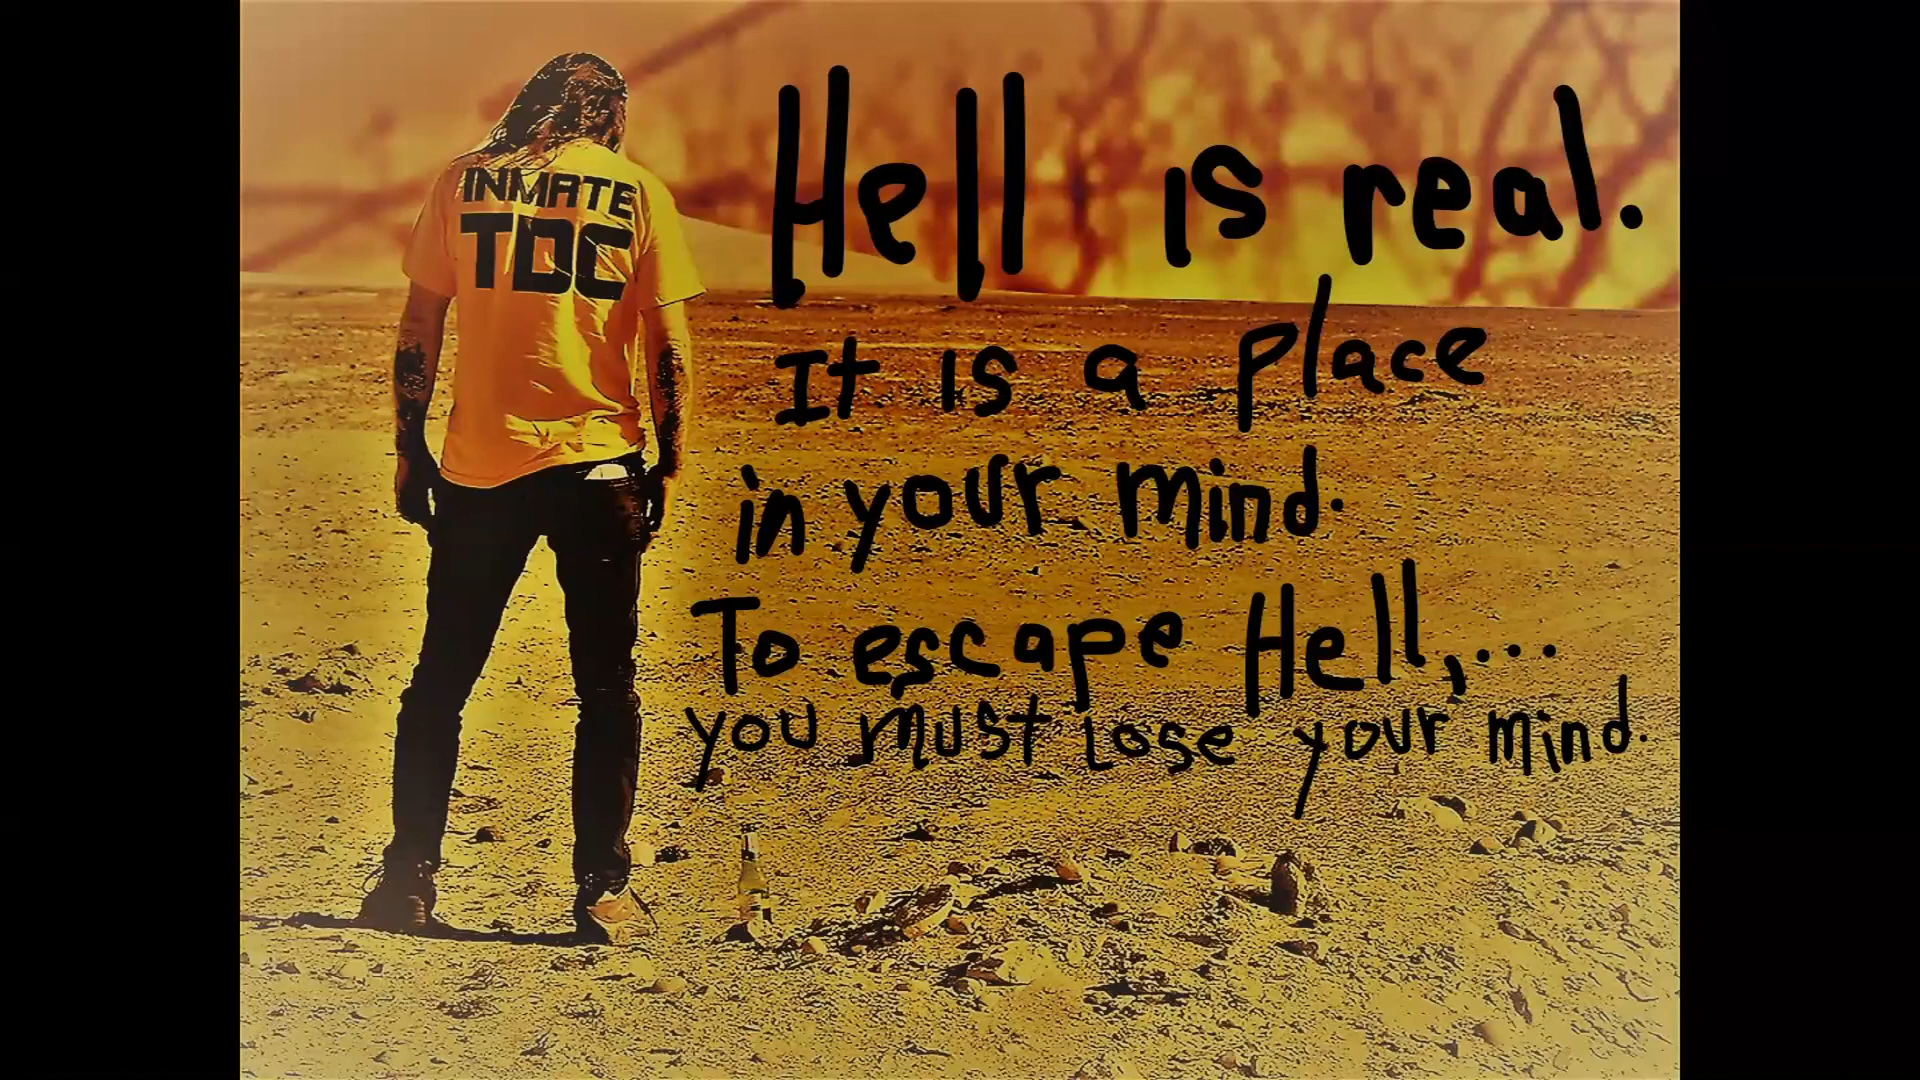 INMATE
TDC
Hell is real.
It is a place
in your mind.
To escape Hell,...
you must lose your mind.